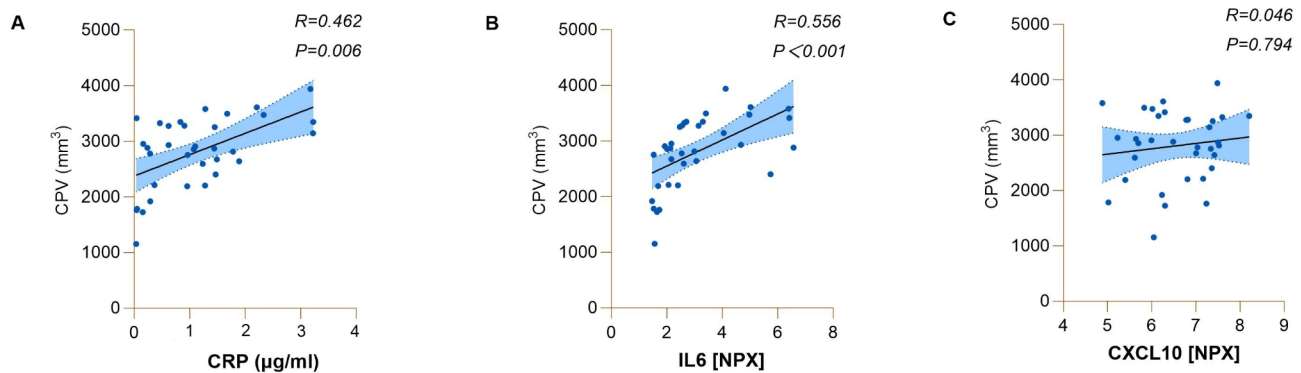 A
R=0.462
P=0.006
5000
4000
3000
2000
1000
0
CPV (mm³)
0 1 2 3 4
CRP (µg/ml)
B
R=0.556
P<0.001
5000
4000
3000
2000
1000
0
CPV (mm³)
0 2 4 6 8
IL6 [NPX]
C
R=0.046
P=0.794
5000
4000
3000
2000
1000
0
CPV (mm³)
4 5 6 7 8 9
CXCL10 [NPX]